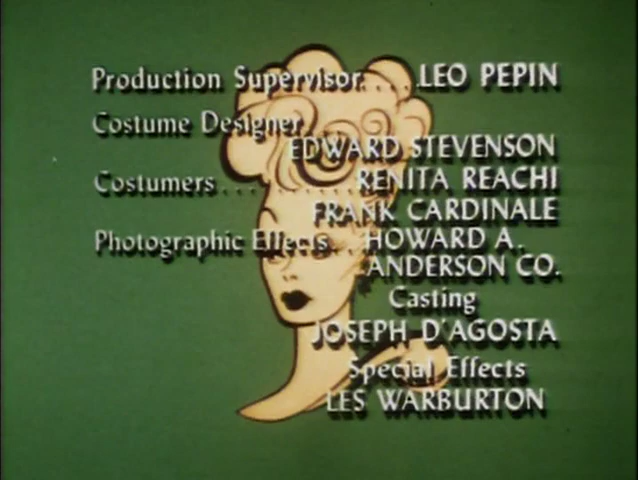 Production Supervisor....LEO PEPIN
Costume Designer
EDWARD STEVENSON
Costumers............RENITA REACHI
FRANK CARDINALE
Photographic Effects...HOWARD A.
ANDERSON CO.
Casting
JOSEPH D'AGOSTA
Special Effects
LES WARBURTON